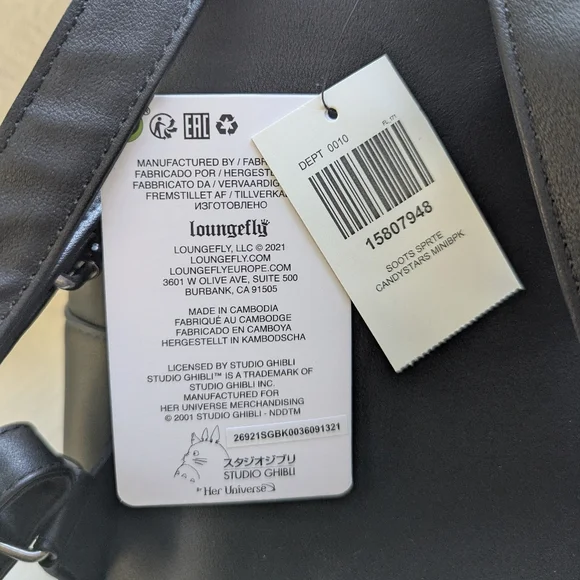 EAC
MANUFACTURED BY /
FABRICADO POR /
FABBRICATO DA /
FREMSTILLET AF /
ИЗГОТОВЛЕНО
loungefly
LOUNGEFLY, LLC © 2021
LOUNGEFLY.COM
LOUNGEFLYEUROPE.COM
3601 W OLIVE AVE, SUITE 500
BURBANK, CA 91505
MADE IN CAMBODIA
FABRIQUÉ AU CAMBODGE
FABRICADO EN CAMBOYA
HERGESTELLT IN KAMBODSCHA
LICENSED BY STUDIO GHIBLI
STUDIO GHIBLI™ IS A TRADEMARK OF
STUDIO GHIBLI INC.
MANUFACTURED FOR
HER UNIVERSE MERCHANDISING
© 2001 STUDIO GHIBLI - NDDTM
26921SGBK0036091321
スタジオジブリ
STUDIO GHIBLI
Her Universe
DEPT 0010
FL 171
15807948
SOOTS SPRTE
CANDYSTARS MINIBPK